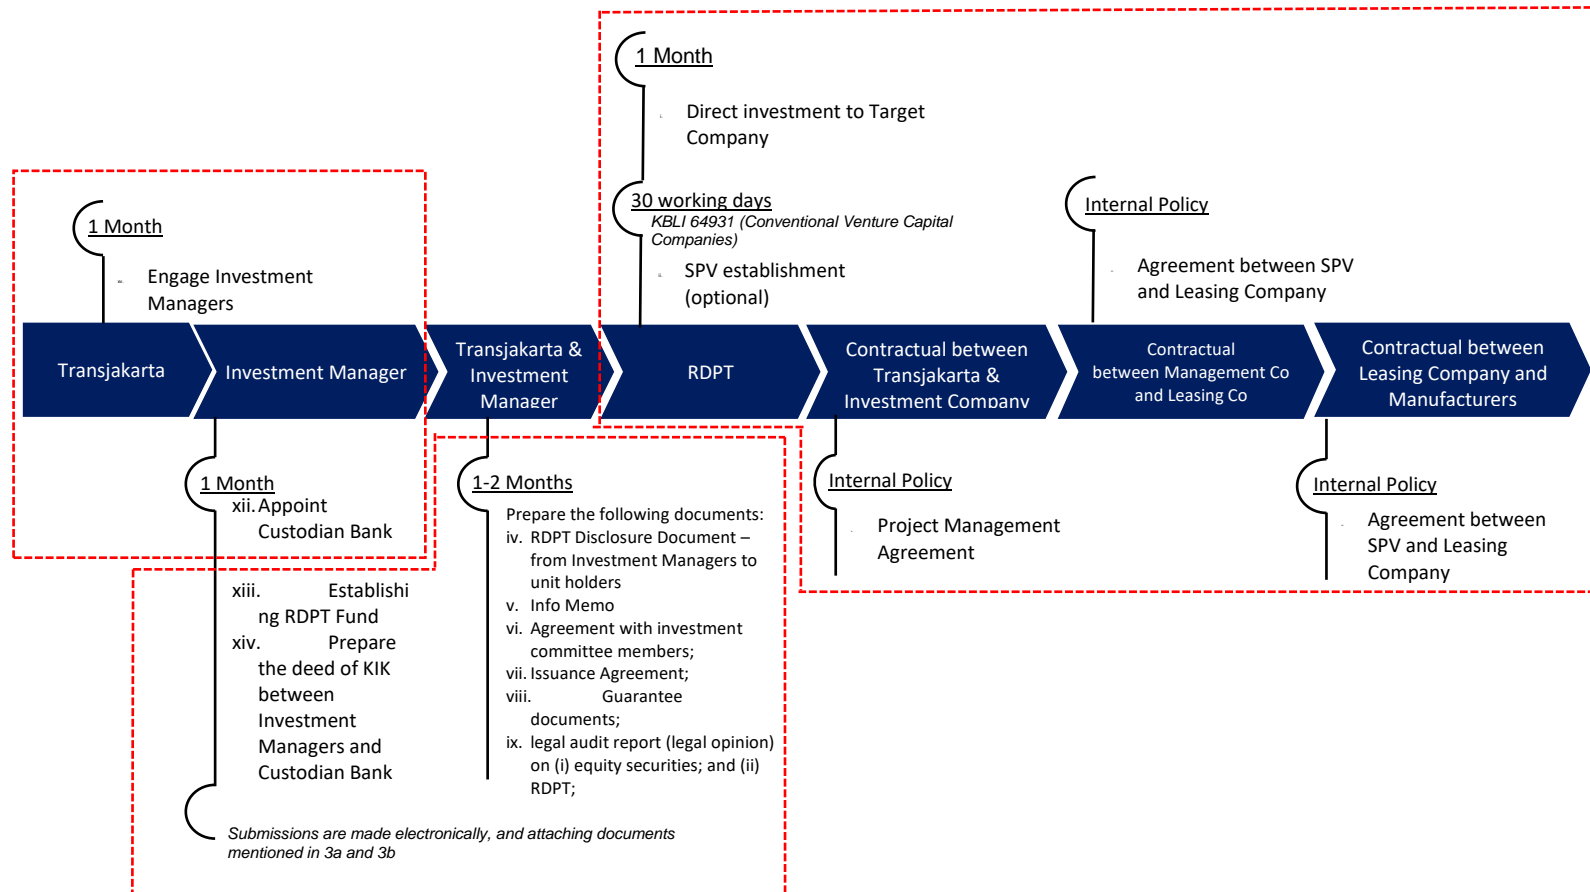 1 Month
Direct investment to Target
Company
30 working days
KBLI 64931 (Conventional Venture Capital
Companies)
SPV establishment
(optional)
Internal Policy
Agreement between SPV
and Leasing Company
1 Month
Engage Investment
Managers
Transjakarta
Investment Manager
Transjakarta &
Investment
Manager
RDPT
Contractual between
Transjakarta &
Investment Company
Contractual
between Management Co
and Leasing Co
Contractual between
Leasing Company and
Manufacturers
1 Month
xii. Appoint
Custodian Bank
xiii. Establishi
ng RDPT Fund
xiv. Prepare
the deed of KIK
between
Investment
Managers and
Custodian Bank
Submissions are made electronically, and attaching documents
mentioned in 3a and 3b
1-2 Months
Prepare the following documents:
iv. RDPT Disclosure Document –
from Investment Managers to
unit holders
v. Info Memo
vi. Agreement with investment
committee members;
vii. Issuance Agreement;
viii. Guarantee
documents;
ix. legal audit report (legal opinion)
on (i) equity securities; and (ii)
RDPT;
Internal Policy
Project Management
Agreement
Internal Policy
Agreement between
SPV and Leasing
Company